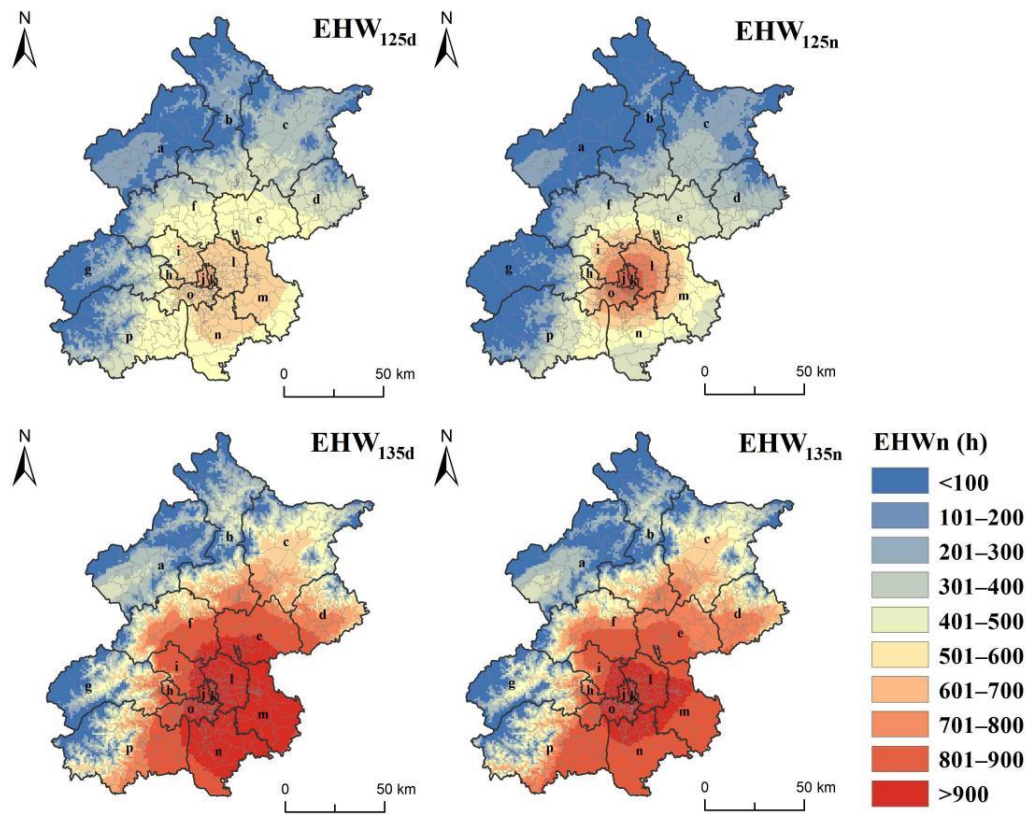 N
EHW125d
a
b
c
d
e
f
g
h
i
j
k
l
m
n
o
p
0 50 km
N
EHW125n
a
b
c
d
e
f
g
h
i
j
k
l
m
n
o
p
0 50 km
N
EHW135d
a
h
c
d
e
f
g
h
i
j
k
l
m
n
o
p
0 50 km
N
EHW135n
a
b
c
d
e
f
g
h
i
j
k
l
m
n
o
p
0 50 km
EHWn (h)
<100
101–200
201–300
301–400
401–500
501–600
601–700
701–800
801–900
>900